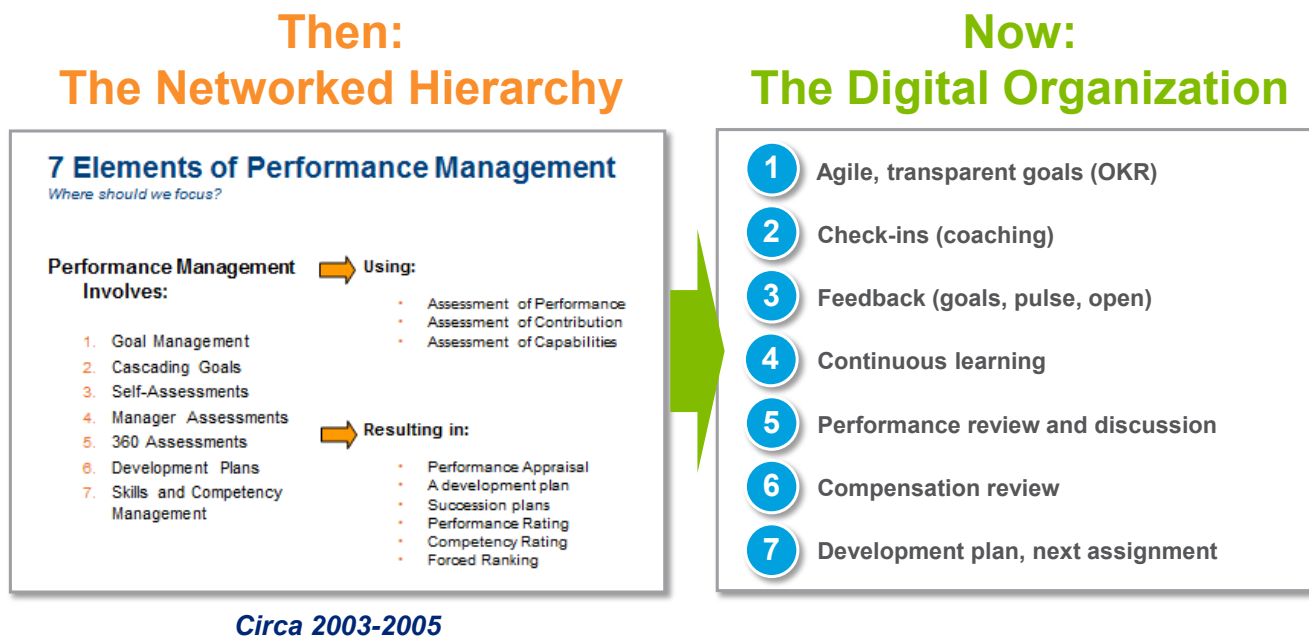 Then:
The Networked Hierarchy
7 Elements of Performance Management
Where should we focus?
Performance Management
Involves:
1. Goal Management
2. Cascading Goals
3. Self-Assessments
4. Manager Assessments
5. 360 Assessments
6. Development Plans
7. Skills and Competency
Management
Using:
• Assessment of Performance
• Assessment of Contribution
• Assessment of Capabilities
Resulting in:
• Performance Appraisal
• A development plan
• Succession plans
• Performance Rating
• Competency Rating
• Forced Ranking
Circa 2003-2005
Now:
The Digital Organization
1 Agile, transparent goals (OKR)
2 Check-ins (coaching)
3 Feedback (goals, pulse, open)
4 Continuous learning
5 Performance review and discussion
6 Compensation review
7 Development plan, next assignment